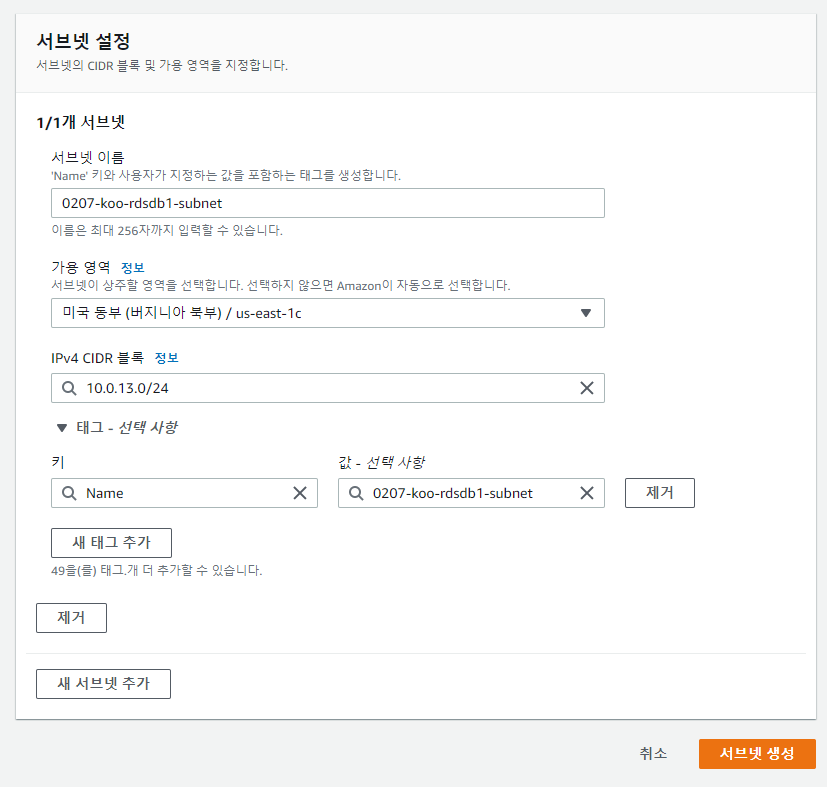 서브넷 설정
서브넷의 CIDR 블록 및 가용 영역을 지정합니다.
1/1개 서브넷
서브넷 이름
'Name' 키와 사용자가 지정하는 값을 포함하는 태그를 생성합니다.
0207-koo-rdsdb1-subnet
이름은 최대 256자까지 입력할 수 있습니다.
가용 영역 정보
서브넷이 상주할 영역을 선택합니다. 선택하지 않으면 Amazon이 자동으로 선택합니다.
미국 동부 (버지니아 북부) / us-east-1c
IPv4 CIDR 블록 정보
10.0.13.0/24
태그 - 선택 사항
키 값 - 선택 사항
Name 0207-koo-rdsdb1-subnet 제거
새 태그 추가
49을(를) 태그.개 더 추가할 수 있습니다.
제거
새 서브넷 추가
취소 서브넷 생성